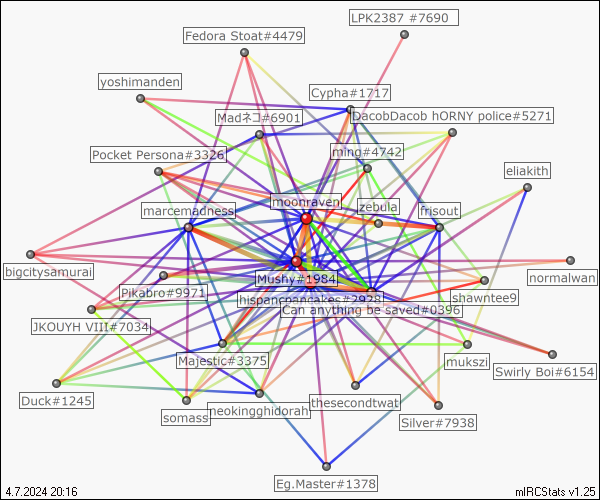 LPK2387 #7690
Fedora Stoat#4479
yoshimanden
Cypha#1717
Madネコ#6901
DacobDacob hORNY police#5271
ming#4742
Pocket Persona#3326
eliakith
moonraven
zebula
marcemadness
frisout
bigcitysamurai
Mushy#1984
normalwan
Pikabro#9971
hispancpancakes#2928
shawntee9
Can anything be saved#0396
JKOUYH VIII#7034
Majestic#3375
mukszi
Swirly Boi#6154
Duck#1245
thesecondtwat
neokingghidorah
somass
Silver#7938
Eg.Master#1378
4.7.2024 20:16
mIRCStats v1.25